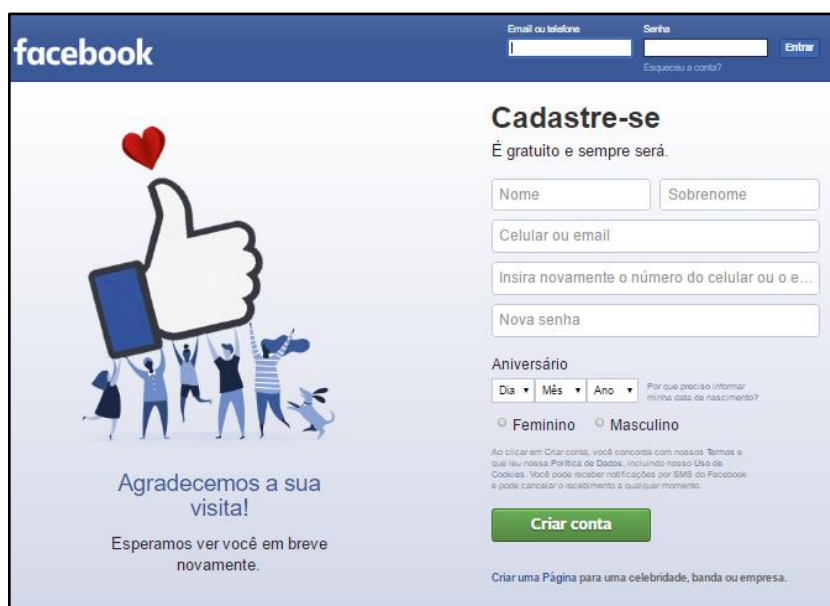 facebook
Email ou telefone
Senha
Entrar
Esqueceu a conta?
Agradecemos a sua
visita!
Esperamos ver você em breve
novamente.
Cadastre-se
É gratuito e sempre será.
Nome
Sobrenome
Celular ou email
Insira novamente o número do celular ou o e...
Nova senha
Aniversário
Dia
Mês
Ano
Por que preciso informar
minha data de nascimento?
Feminino
Masculino
Ao clicar em Criar conta, você concorda com nossos Termos e
que leu nossa Política de Dados, incluindo nosso Uso de
Cookies. Você pode receber notificações por SMS do Facebook
e pode cancelar o recebimento a qualquer momento.
Criar conta
Criar uma Página para uma celebridade, banda ou empresa.